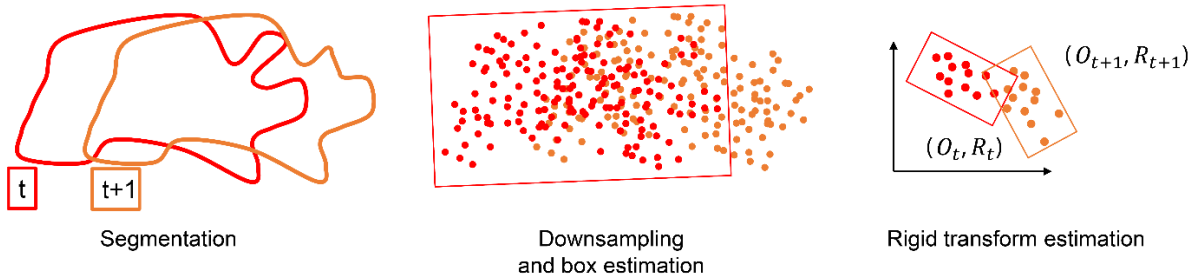 t
t+1
(O_t, R_t)
(O_{t+1}, R_{t+1})
Segmentation
Downsampling
and box estimation
Rigid transform estimation